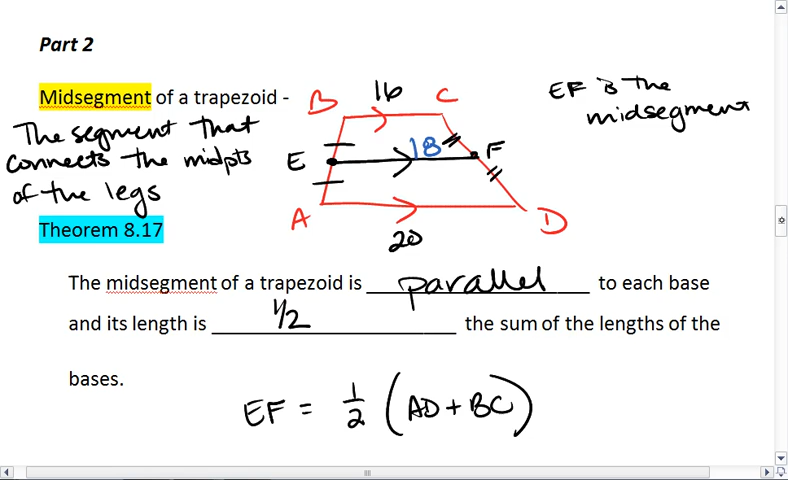 Part 2
16
EF is the
Midsegment of a trapezoid -
B
C
midsegment
The segment that
connects the midpts
of the legs
E
18
F
A
D
Theorem 8.17
20
The midsegment of a trapezoid is parallel to each base
and its length is 1/2 the sum of the lengths of the
bases.
EF = 1/2 (AD + BC)